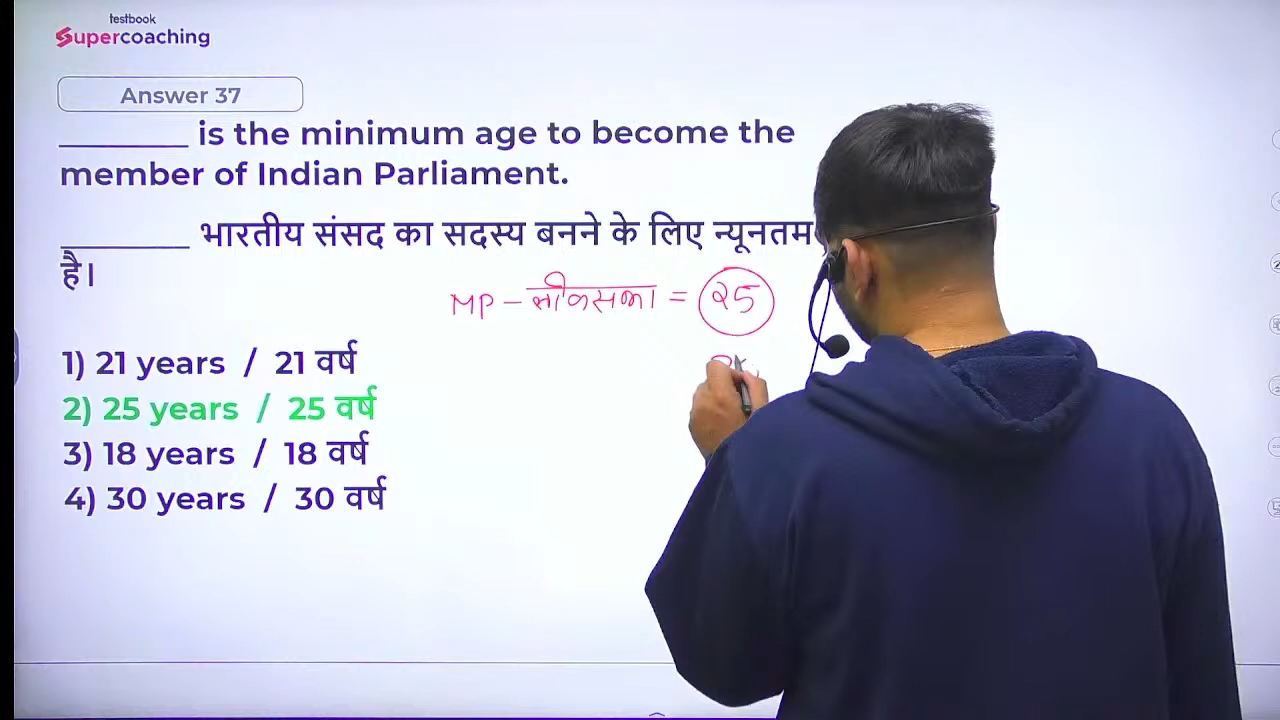 testbook
Supercoaching
Answer 37
________ is the minimum age to become the
member of Indian Parliament.
________ भारतीय संसद का सदस्य बनने के लिए न्यूनतम
है।
MP - लोकसभा = 25
1) 21 years / 21 वर्ष
2) 25 years / 25 वर्ष
3) 18 years / 18 वर्ष
4) 30 years / 30 वर्ष